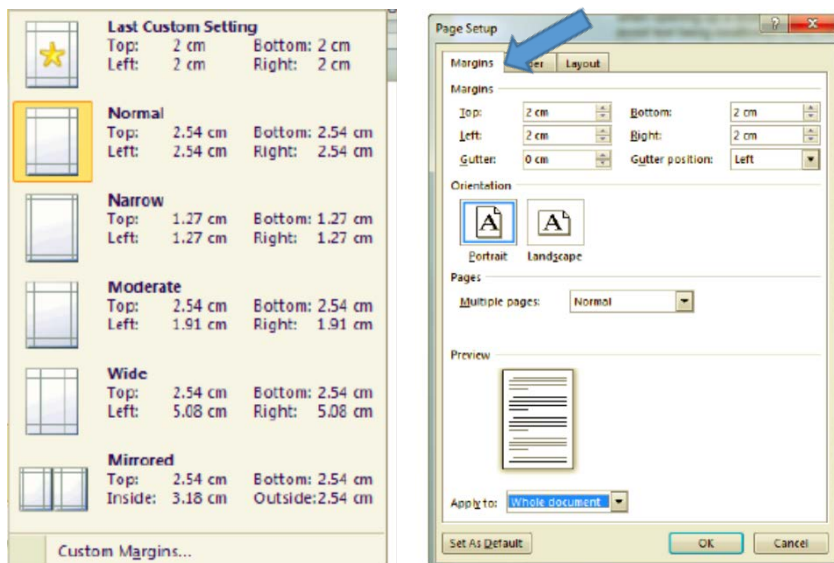 Last Custom Setting
Top: 2 cm Bottom: 2 cm
Left: 2 cm Right: 2 cm
Normal
Top: 2.54 cm Bottom: 2.54 cm
Left: 2.54 cm Right: 2.54 cm
Narrow
Top: 1.27 cm Bottom: 1.27 cm
Left: 1.27 cm Right: 1.27 cm
Moderate
Top: 2.54 cm Bottom: 2.54 cm
Left: 1.91 cm Right: 1.91 cm
Wide
Top: 2.54 cm Bottom: 2.54 cm
Left: 5.08 cm Right: 5.08 cm
Mirrored
Top: 2.54 cm Bottom: 2.54 cm
Inside: 3.18 cm Outside:2.54 cm
Custom Margins...
Page Setup
Margins er Layout
Margins
Top: 2 cm Bottom: 2 cm
Left: 2 cm Right: 2 cm
Gutter: 0 cm Gutter position: Left
Orientation
A A
Portrait Landscape
Pages
Multiple pages: Normal
Preview
Apply to: Whole document
Set As Default OK Cancel